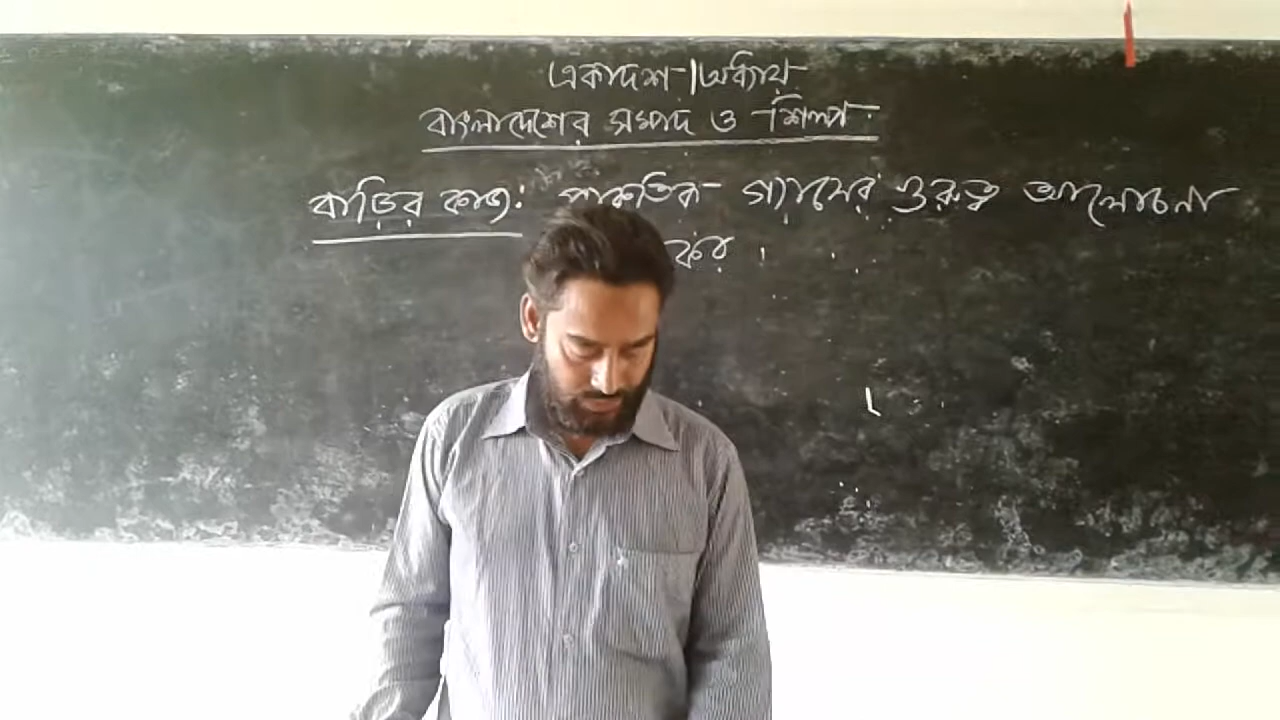 একাদশ অধ্যায়
বাংলাদেশের সম্পদ ও শিল্প
বাড়ির কাজ: প্রাকৃতিক গ্যাসের গুরুত্ব আলোচনা
কর।